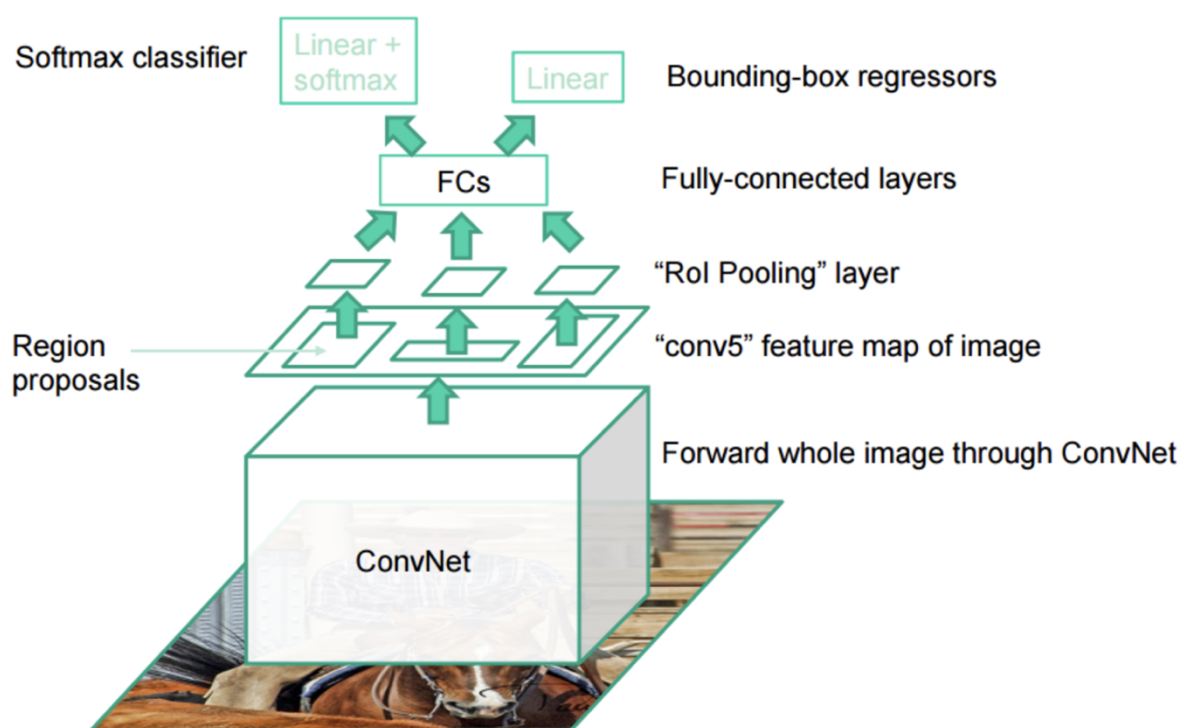 Softmax classifier
Linear +
softmax
Linear
Bounding-box regressors
FCs
Fully-connected layers
“RoI Pooling” layer
Region
proposals
“conv5” feature map of image
Forward whole image through ConvNet
ConvNet